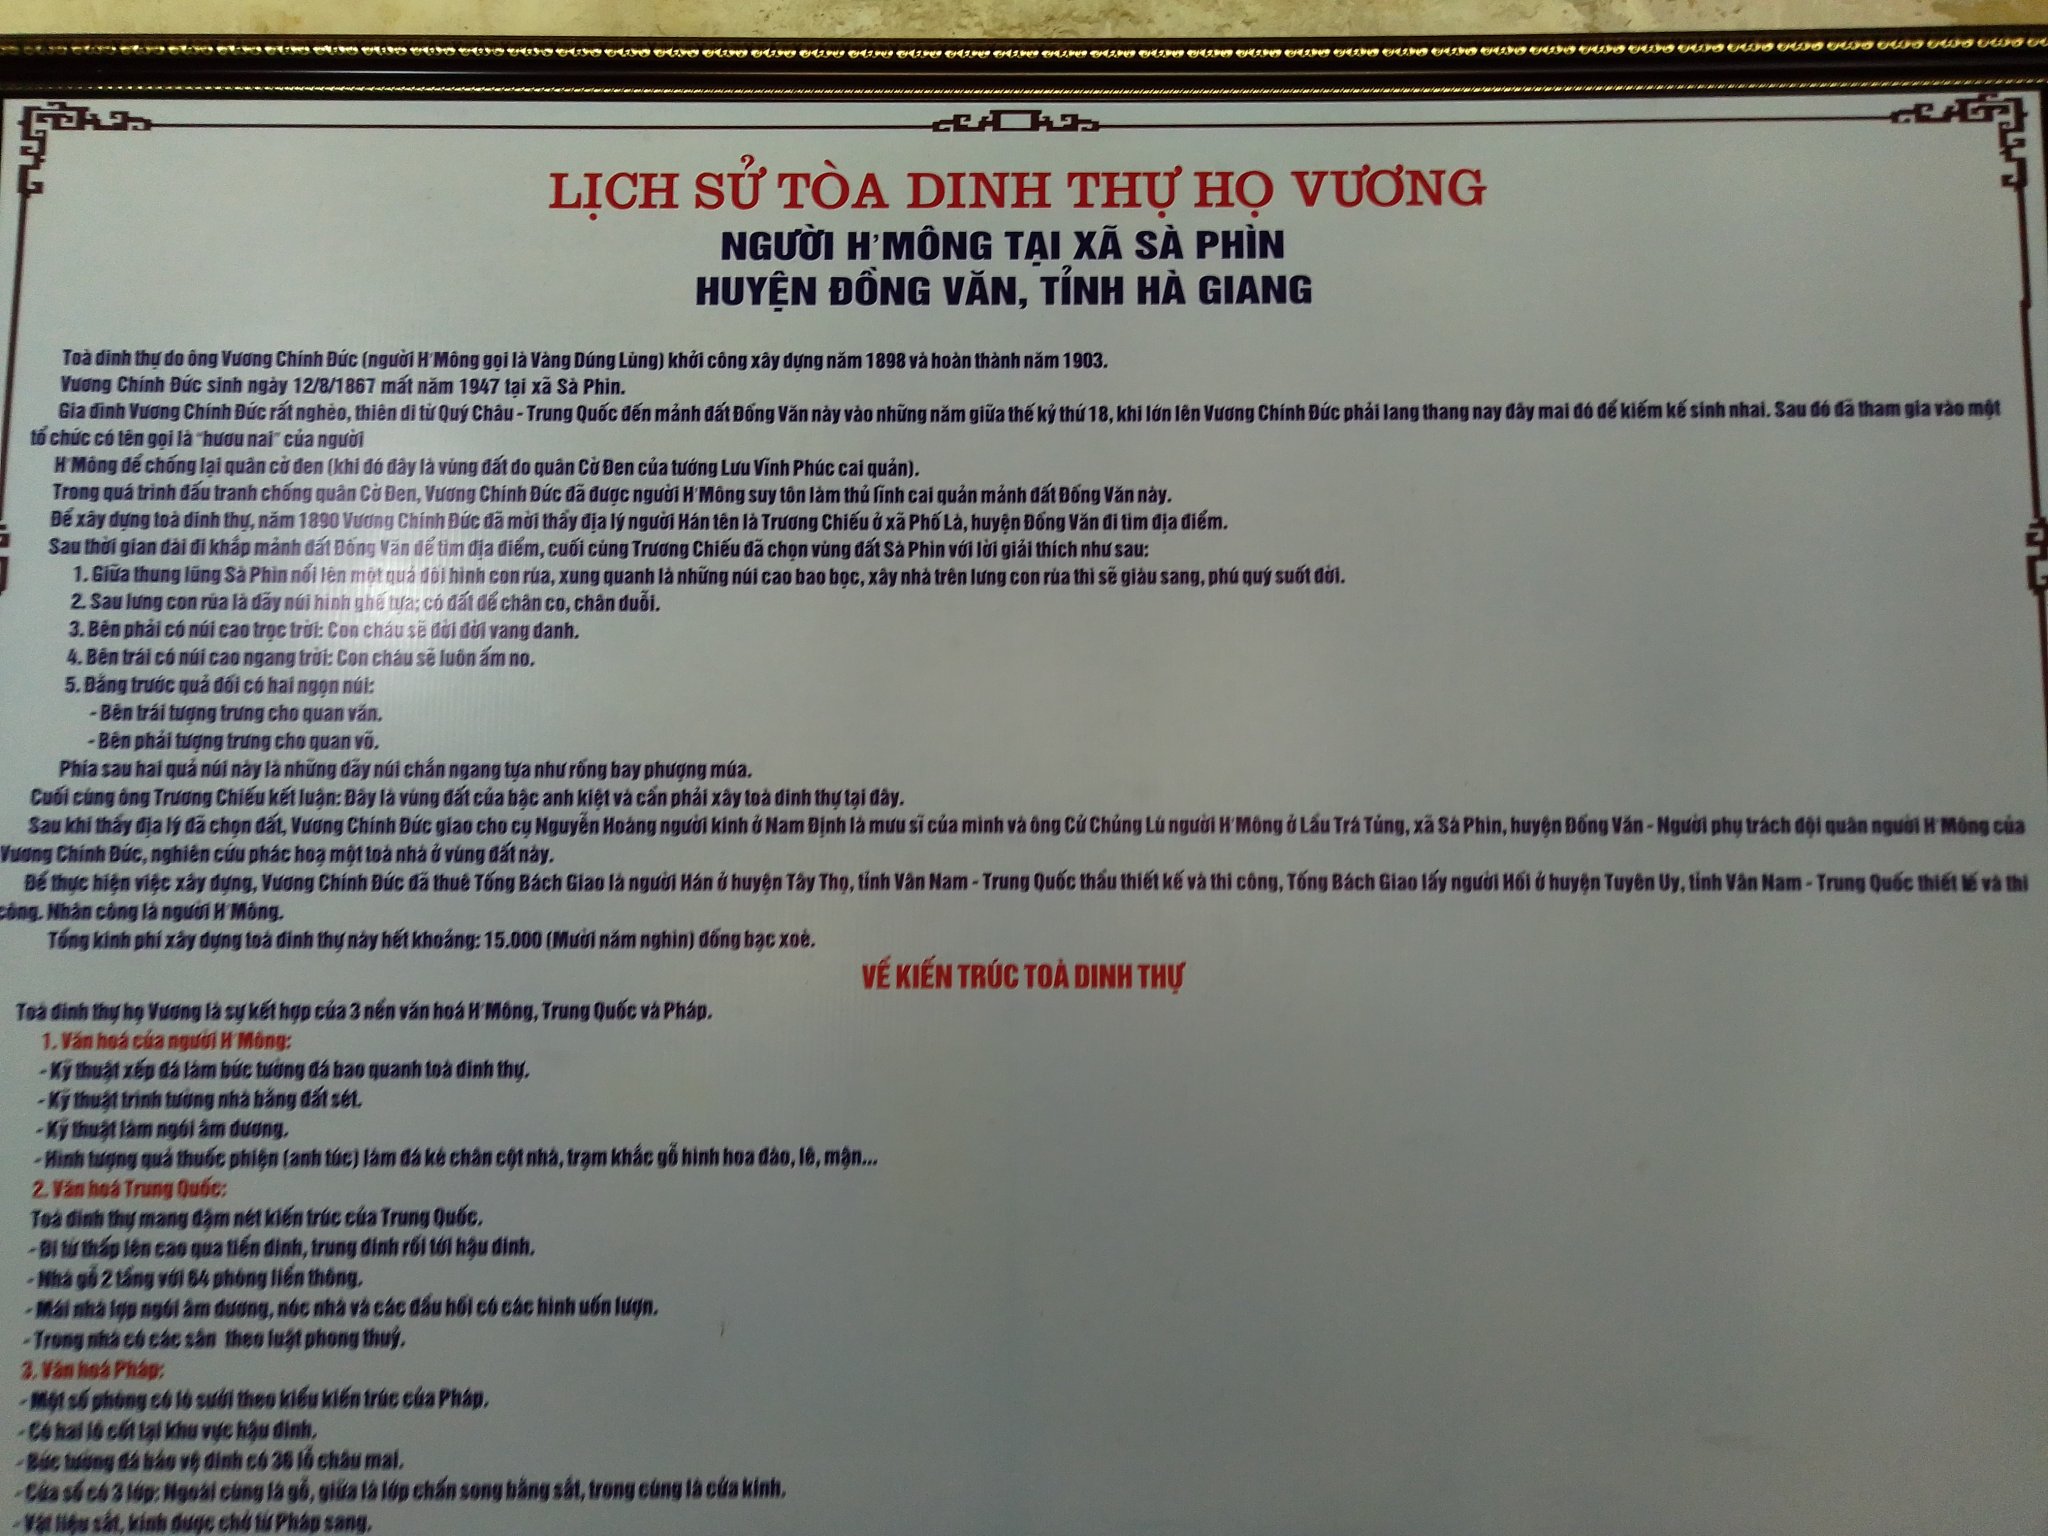 LỊCH SỬ TÒA DINH THỰ HỌ VƯƠNG
NGƯỜI H'MÔNG TẠI XÃ SÀ PHÌN
HUYỆN ĐỒNG VĂN, TỈNH HÀ GIANG
Toà dinh thự do ông Vương Chính Đức (người H'Mông gọi là Vàng Dúng Lùng) khởi công xây dựng năm 1898 và hoàn thành năm 1903.
Vương Chính Đức sinh ngày 12/8/1867 mất năm 1947 tại xã Sà Phìn.
Gia đình Vương Chính Đức rất nghèo, thiên di từ Quý Châu - Trung Quốc đến mảnh đất Đồng Văn này vào những năm giữa thế kỷ thứ 18, khi lớn lên Vương Chính Đức phải lang thang nay đây mai đó để kiếm kế sinh nhai. Sau đó đã tham gia vào một
tổ chức có tên gọi là "hươu nai" của người
H'Mông để chống lại quân cờ đen (khi đó đây là vùng đất do quân Cờ Đen của tướng Lưu Vĩnh Phúc cai quản).
Trong quá trình đấu tranh chống quân Cờ Đen, Vương Chính Đức đã được người H'Mông suy tôn làm thủ lĩnh cai quản mảnh đất Đồng Văn này.
Để xây dựng toà dinh thự, năm 1890 Vương Chính Đức đã mời thầy địa lý người Hán tên là Trương Chiếu ở xã Phố Là, huyện Đồng Văn đi tìm địa điểm.
Sau thời gian dài đi khắp mảnh đất Đồng Văn để tìm địa điểm, cuối cùng Trương Chiếu đã chọn vùng đất Sà Phìn với lời giải thích như sau:
1. Giữa thung lũng Sà Phìn nổi lên một quả đồi hình con rùa, xung quanh là những núi cao bao bọc, xây nhà trên lưng con rùa thì sẽ giàu sang, phú quý suốt đời.
2. Sau lưng con rùa là dãy núi hình ghế tựa; có đất để chân co, chân duỗi.
3. Bên phải có núi cao trọc trời: Con cháu sẽ đời đời vang danh.
4. Bên trái có núi cao ngang trời: Con cháu sẽ luôn ấm no.
5. Đằng trước quả đồi có hai ngọn núi:
- Bên trái tượng trưng cho quan văn.
- Bên phải tượng trưng cho quan võ.
Phía sau hai quả núi này là những dãy núi chắn ngang tựa như rồng bay phượng múa.
Cuối cùng ông Trương Chiếu kết luận: Đây là vùng đất của bậc anh kiệt và cần phải xây toà dinh thự tại đây.
Sau khi thầy địa lý đã chọn đất, Vương Chính Đức giao cho cụ Nguyễn Hoàng người kinh ở Nam Định là mưu sĩ của mình và ông Cử Chủng Lù người H'Mông ở Lầu Trá Tùng, xã Sà Phìn, huyện Đồng Văn - Người phụ trách đội quân người H'Mông của
Vương Chính Đức, nghiên cứu phác hoạ một toà nhà ở vùng đất này.
Để thực hiện việc xây dựng, Vương Chính Đức đã thuê Tống Bách Giao là người Hán ở huyện Tây Thọ, tỉnh Vân Nam - Trung Quốc thầu thiết kế và thi công, Tống Bách Giao lấy người Hồi ở huyện Tuyên Uy, tỉnh Vân Nam - Trung Quốc thiết kế và thi
công. Nhân công là người H'Mông.
Tổng kinh phí xây dựng toà dinh thự này hết khoảng: 15.000 (Mười năm nghìn) đồng bạc xoè.
VỀ KIẾN TRÚC TOÀ DINH THỰ
Toà dinh thự họ Vương là sự kết hợp của 3 nền văn hoá H'Mông, Trung Quốc và Pháp.
1. Văn hoá của người H'Mông:
- Kỹ thuật xếp đá làm bức tường đá bao quanh toà dinh thự.
- Kỹ thuật trình tường nhà bằng đất sét.
- Kỹ thuật làm ngói âm dương.
- Hình tượng quả thuốc phiện (anh túc) làm đá kê chân cột nhà, trạm khắc gỗ hình hoa đào, lê, mận...
2. Văn hoá Trung Quốc:
Toà dinh thự mang đậm nét kiến trúc của Trung Quốc.
- Đi từ thấp lên cao qua tiền dinh, trung dinh rồi tới hậu dinh.
- Nhà gỗ 2 tầng với 64 phòng liền thông.
- Mái nhà lợp ngói âm dương, nóc nhà và các đầu hồi có các hình uốn lượn.
- Trong nhà có các sân theo luật phong thuỷ.
3. Văn hoá Pháp:
- Một số phòng có lò sưởi theo kiểu kiến trúc của Pháp.
- Có hai lô cốt tại khu vực hậu dinh.
- Bức tường đá bảo vệ dinh có 36 lỗ châu mai.
- Cửa sổ có 3 lớp: Ngoài cùng là gỗ, giữa là lớp chấn song bằng sắt, trong cùng là cửa kính.
- Vật liệu sắt, kính được chở từ Pháp sang.